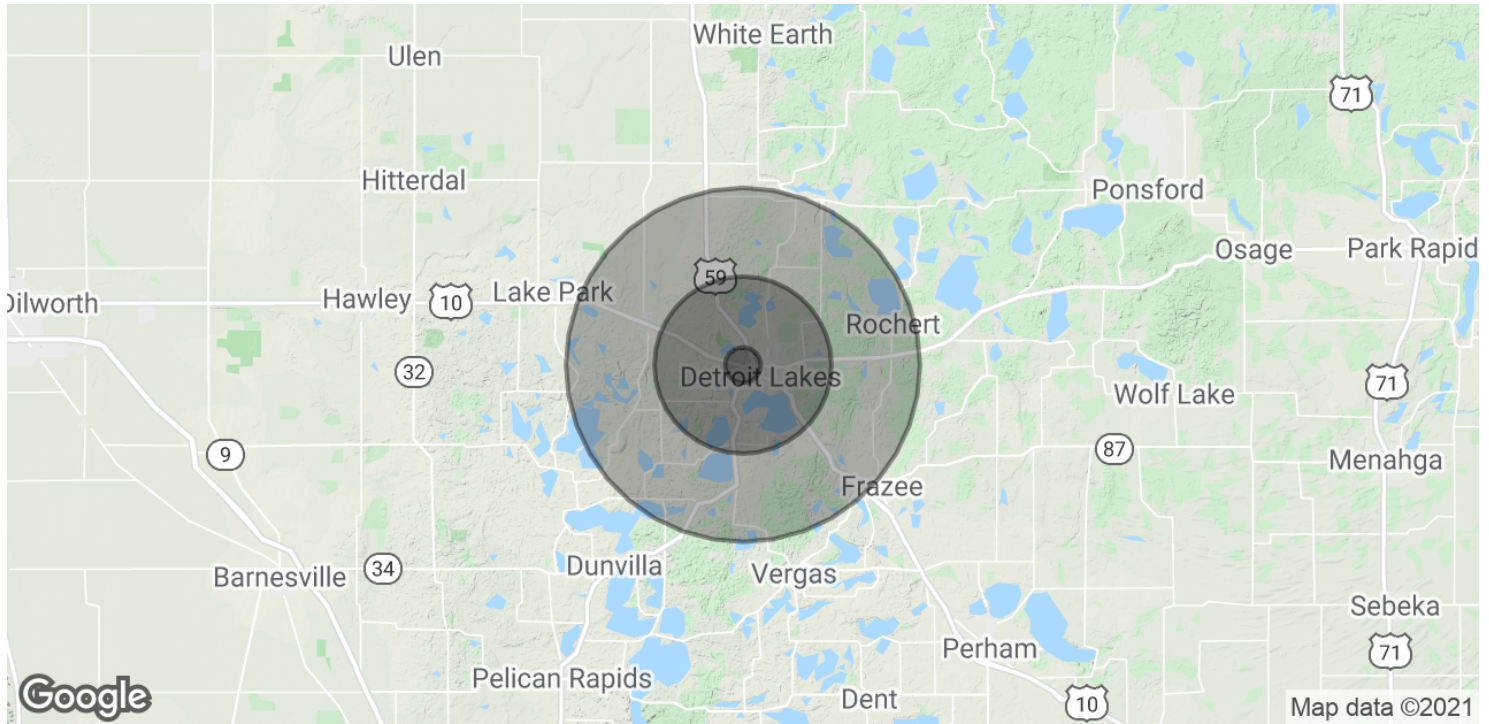 White Earth
Ulen
71
Hitterdal
Ponsford
Osage
Park Rapid
59
Dilworth
Hawley
10
Lake Park
Rochert
32
Detroit Lakes
71
Wolf Lake
9
87
Menahga
Frazee
34
Barnesville
Dunvilla
Vergas
Sebeka
Perham
71
Pelican Rapids
Dent
10
Google
Map data ©2021